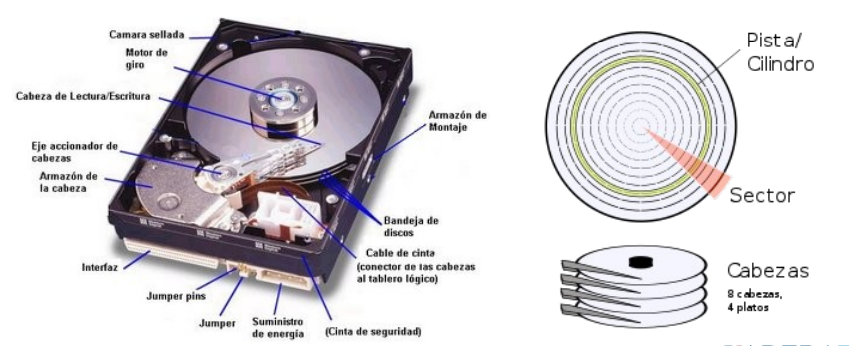 Camara sellada
Motor de
giro
Cabeza de Lectura/Escritura
Eje accionador de
cabezas
Armazón de
la cabeza
Interfaz
Jumper pins
Jumper
Suministro
de energía
(Cinta de seguridad)
Cable de cinta
(conector de las cabezas
al tablero lógico)
Bandeja de
discos
Armazón de
Montaje
Pista/
Cilindro
Sector
Cabezas
8 cabezas,
4 platos